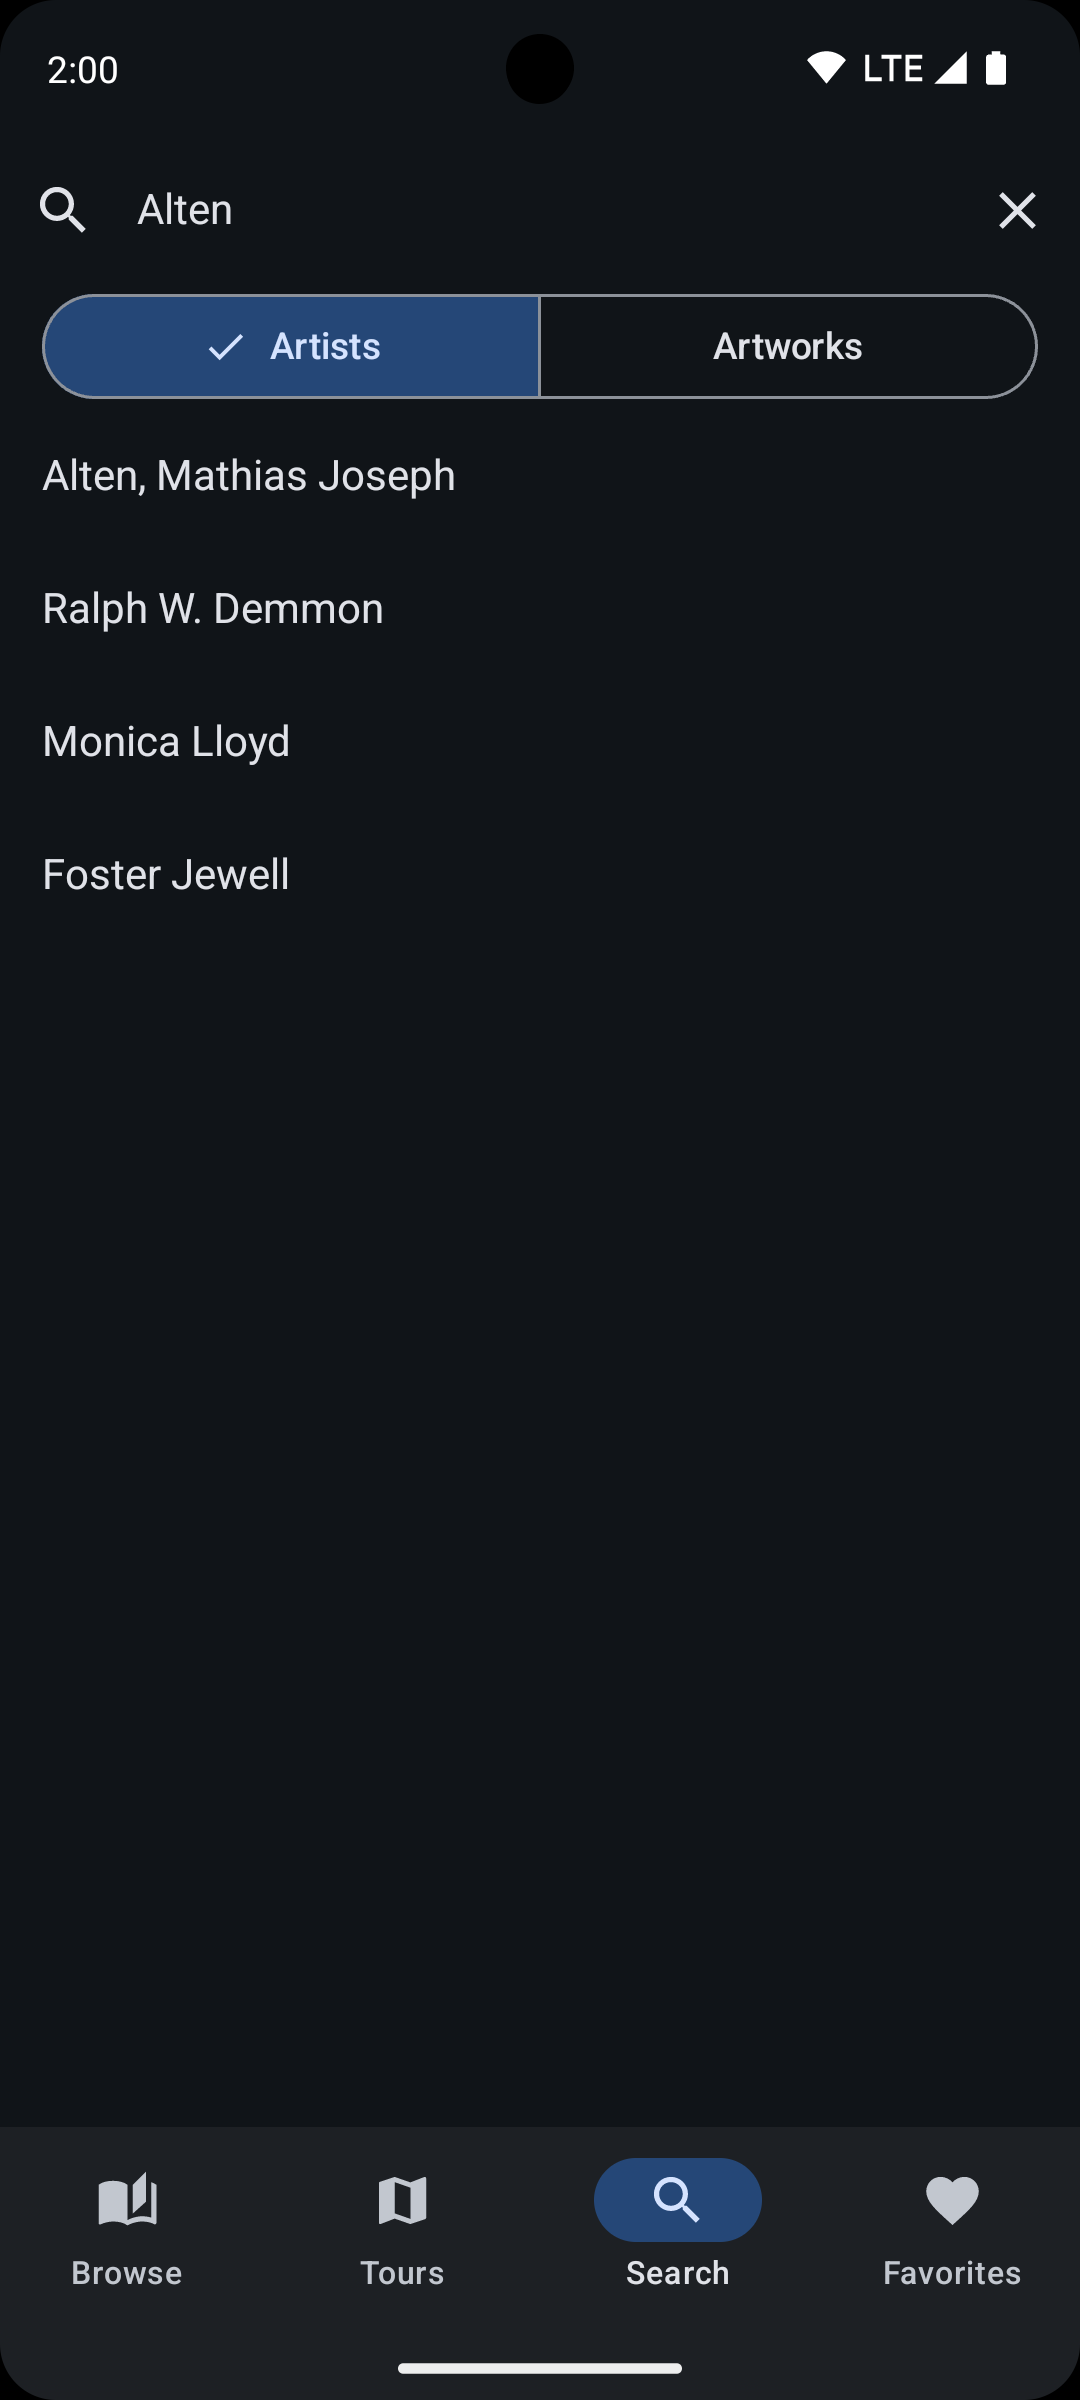 2:00
LTE
Alten
Artists
Artworks
Alten, Mathias Joseph
Ralph W. Demmon
Monica Lloyd
Foster Jewell
Browse
Tours
Search
Favorites